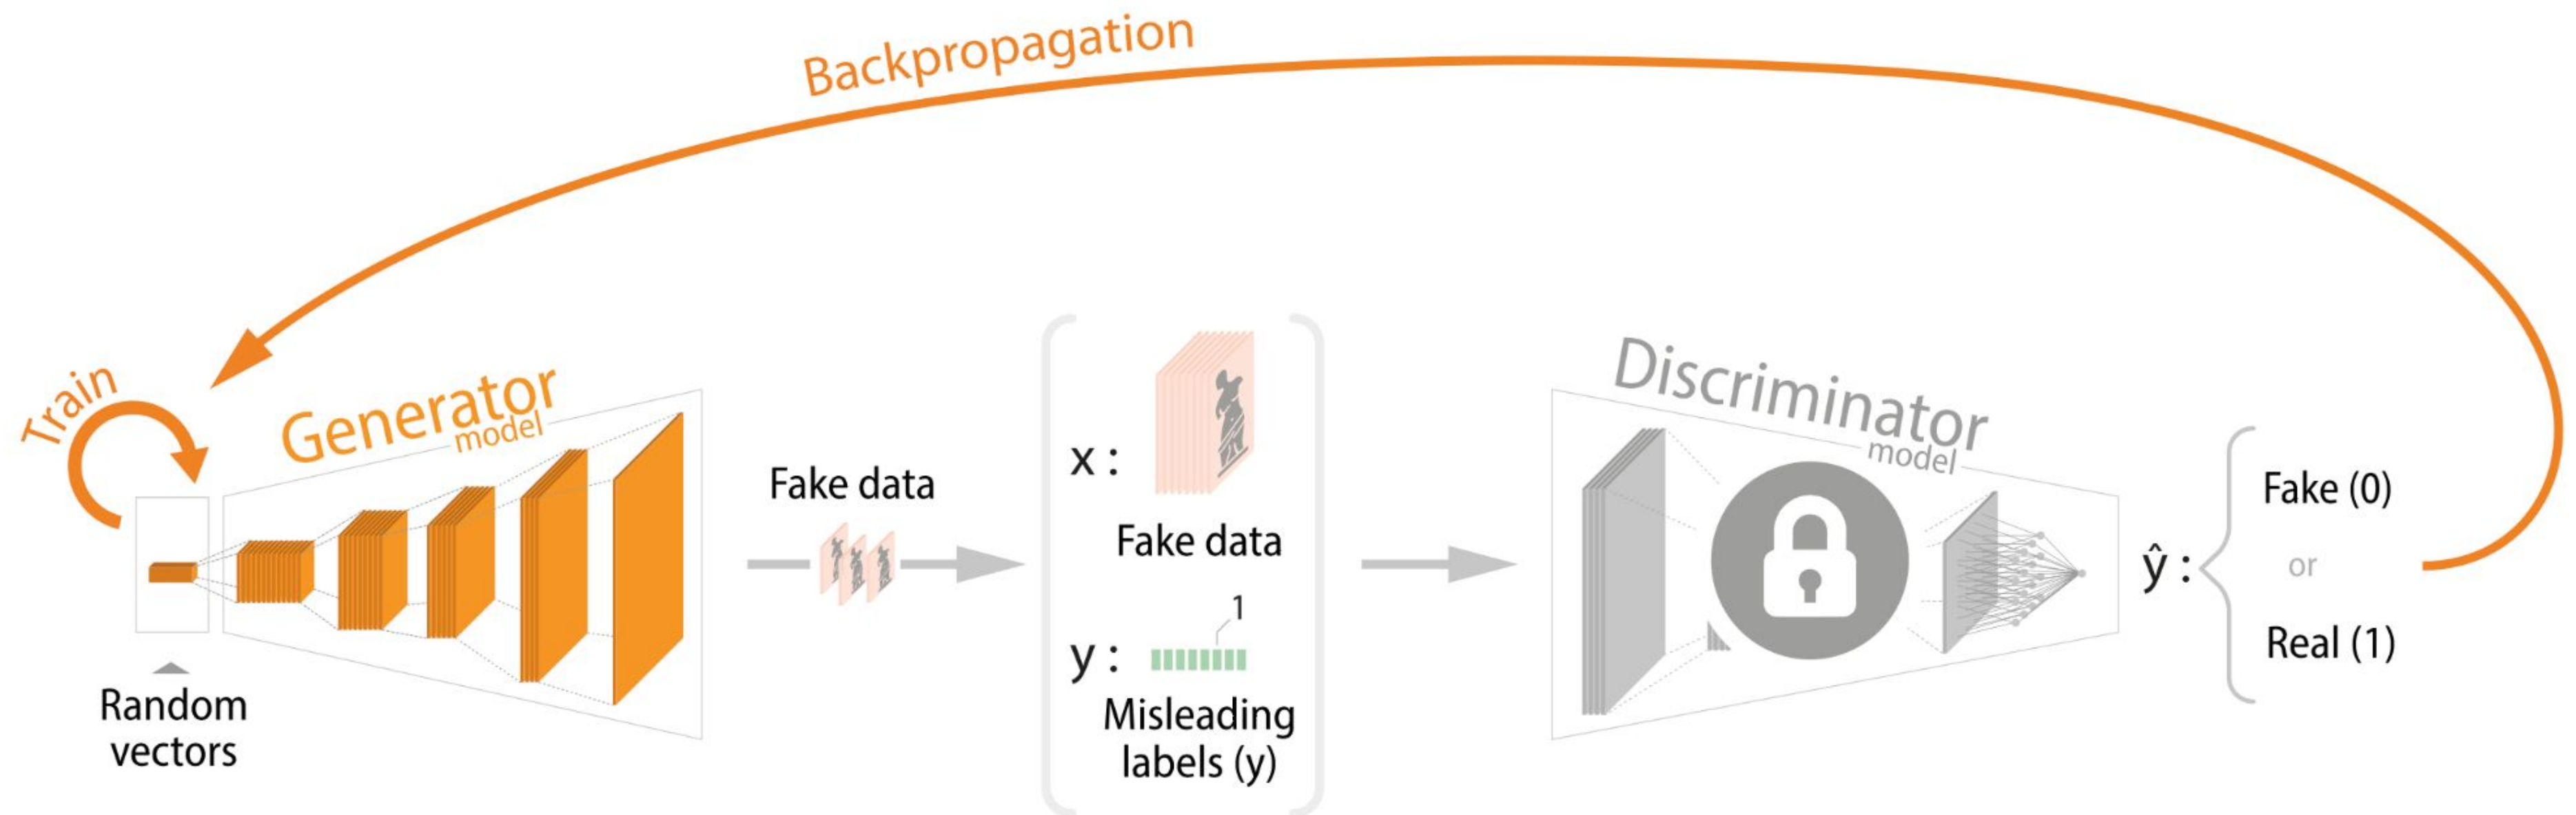 Backpropagation
Train
Generator
model
Random
vectors
Fake data
x :
Fake data
1
y :
Misleading
labels (y)
Discriminator
model
ŷ :
Fake (0)
or
Real (1)